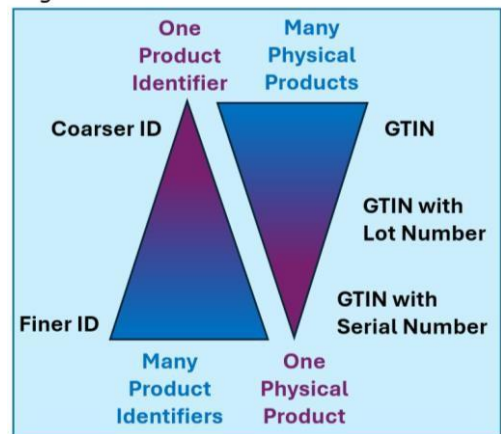 One
Product
Identifier
Many
Physical
Products
Coarser ID
GTIN
GTIN with
Lot Number
Finer ID
GTIN with
Serial Number
Many
Product
Identifiers
One
Physical
Product